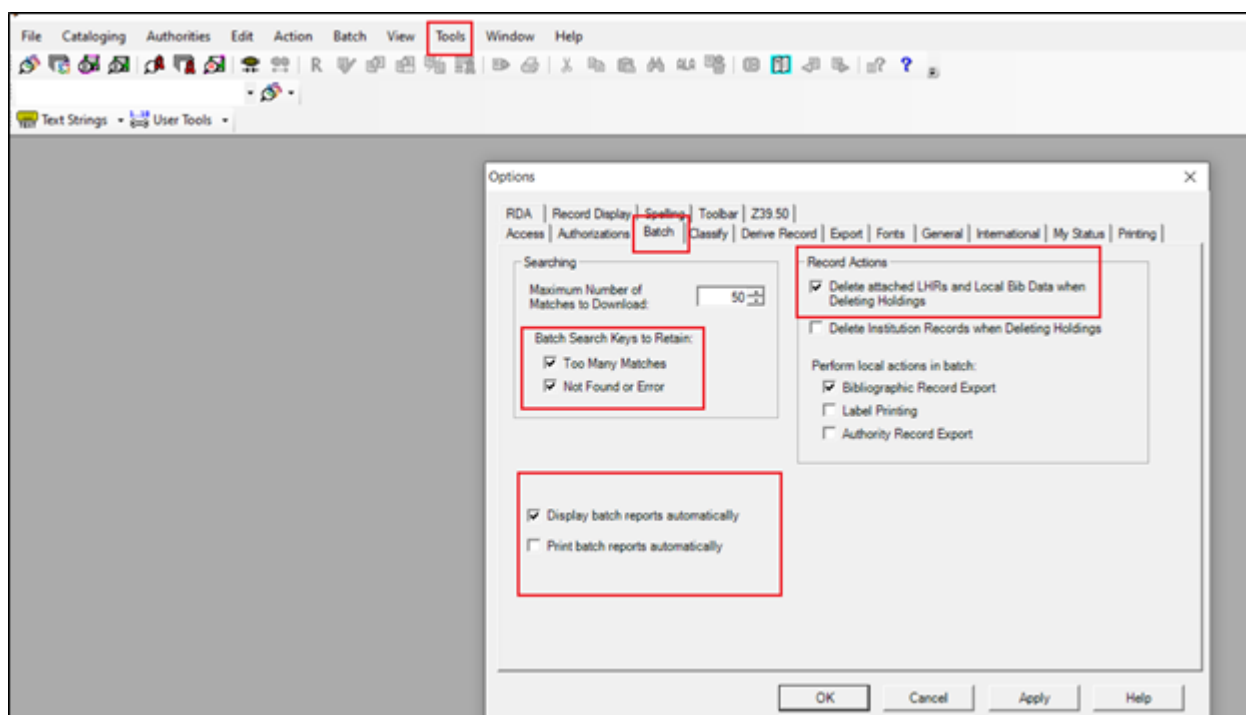 File Cataloging Authorities Edit Action Batch View Tools Window Help
Text Strings User Tools
Options
RDA Record Display Spelling Toolbar Z39.50
Access Authorizations Batch Classify Derive Record Export Fonts General International My Status Printing
Searching
Maximum Number of
Matches to Download:
50
Batch Search Keys to Retain:
Too Many Matches
Not Found or Error
Record Actions
Delete attached LHRs and Local Bib Data when
Deleting Holdings
Delete Institution Records when Deleting Holdings
Perform local actions in batch:
Bibliographic Record Export
Label Printing
Authority Record Export
Display batch reports automatically
Print batch reports automatically
OK Cancel Apply Help